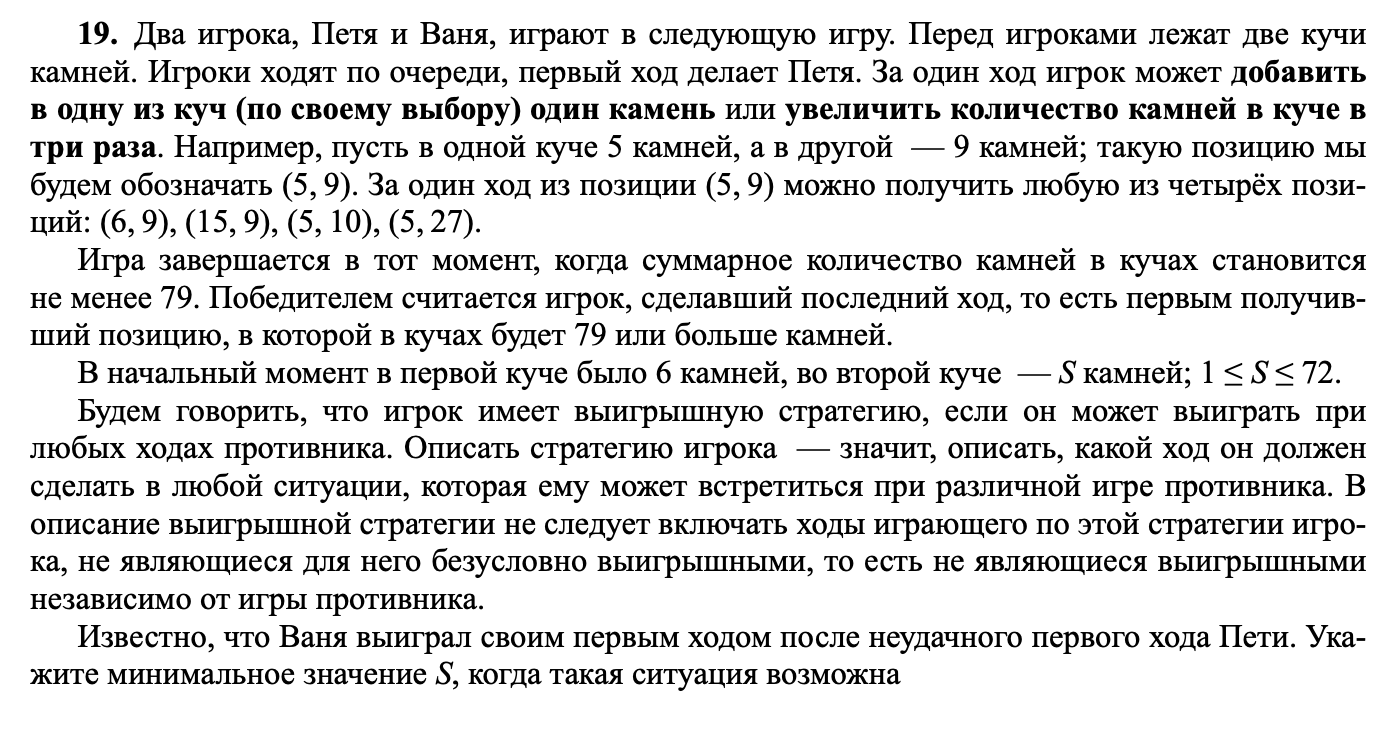 19. Два игрока, Петя и Ваня, играют в следующую игру. Перед игроками лежат две кучи
камней. Игроки ходят по очереди, первый ход делает Петя. За один ход игрок может добавить
в одну из куч (по своему выбору) один камень или увеличить количество камней в куче в
три раза. Например, пусть в одной куче 5 камней, а в другой — 9 камней; такую позицию мы
будем обозначать (5, 9). За один ход из позиции (5, 9) можно получить любую из четырёх пози-
ций: (6, 9), (15, 9), (5, 10), (5, 27).
Игра завершается в тот момент, когда суммарное количество камней в кучах становится
не менее 79. Победителем считается игрок, сделавший последний ход, то есть первым получив-
ший позицию, в которой в кучах будет 79 или больше камней.
В начальный момент в первой куче было 6 камней, во второй куче — S камней; 1 ≤ S ≤ 72.
Будем говорить, что игрок имеет выигрышную стратегию, если он может выиграть при
любых ходах противника. Описать стратегию игрока — значит, описать, какой ход он должен
сделать в любой ситуации, которая ему может встретиться при различной игре противника. В
описание выигрышной стратегии не следует включать ходы играющего по этой стратегии игро-
ка, не являющиеся для него безусловно выигрышными, то есть не являющиеся выигрышными
независимо от игры противника.
Известно, что Ваня выиграл своим первым ходом после неудачного первого хода Пети. Ука-
жите минимальное значение S, когда такая ситуация возможна